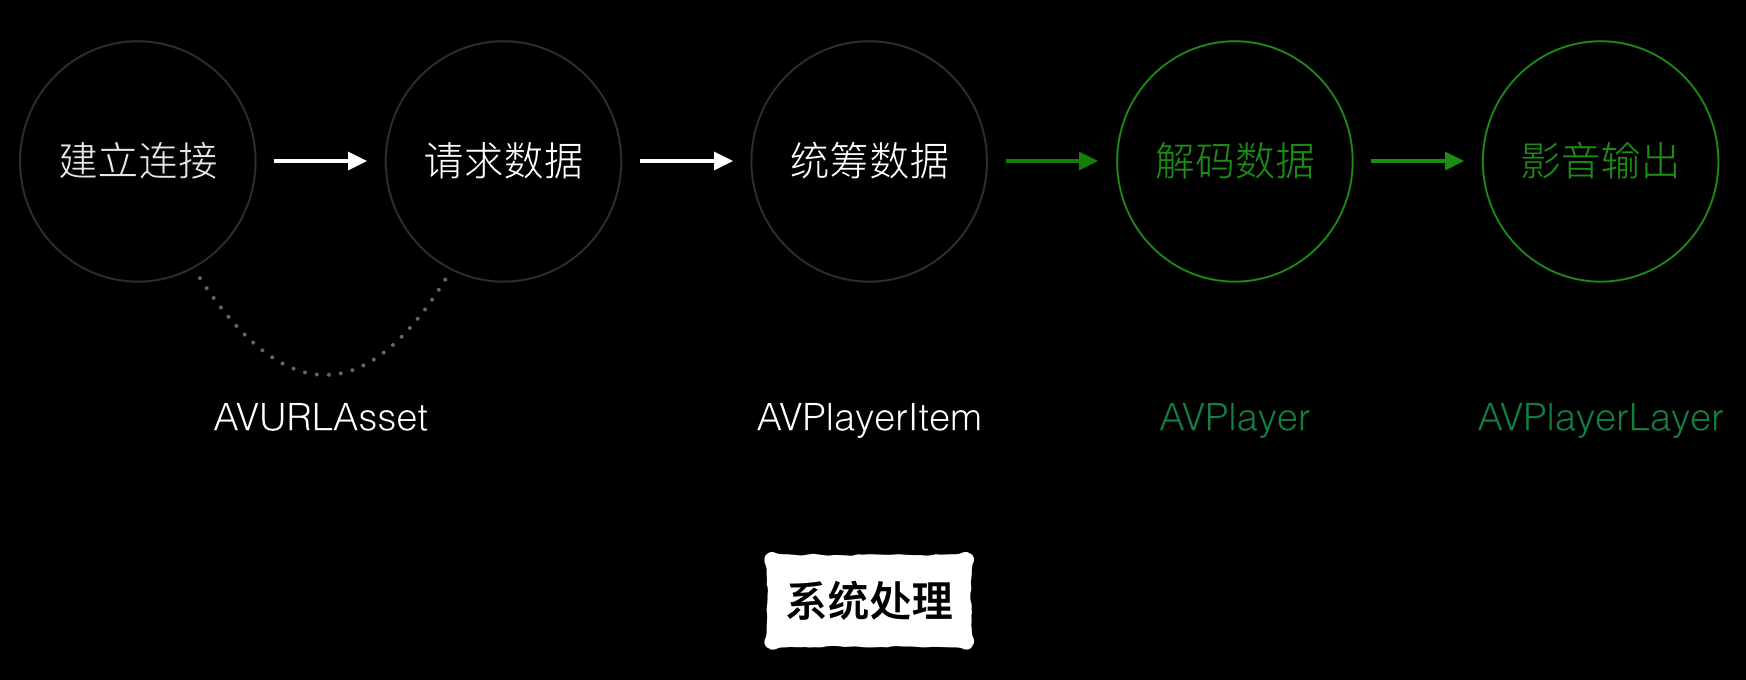 建立连接
请求数据
统筹数据
解码数据
影音输出
AVURLAsset
AVPlayerItem
AVPlayer
AVPlayerLayer
系统处理